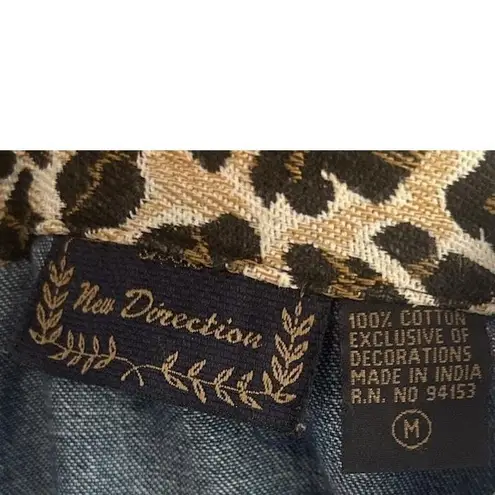 New Direction
100% COTTON
EXCLUSIVE OF
DECORATIONS
MADE IN INDIA
R.N. NO 94153
M